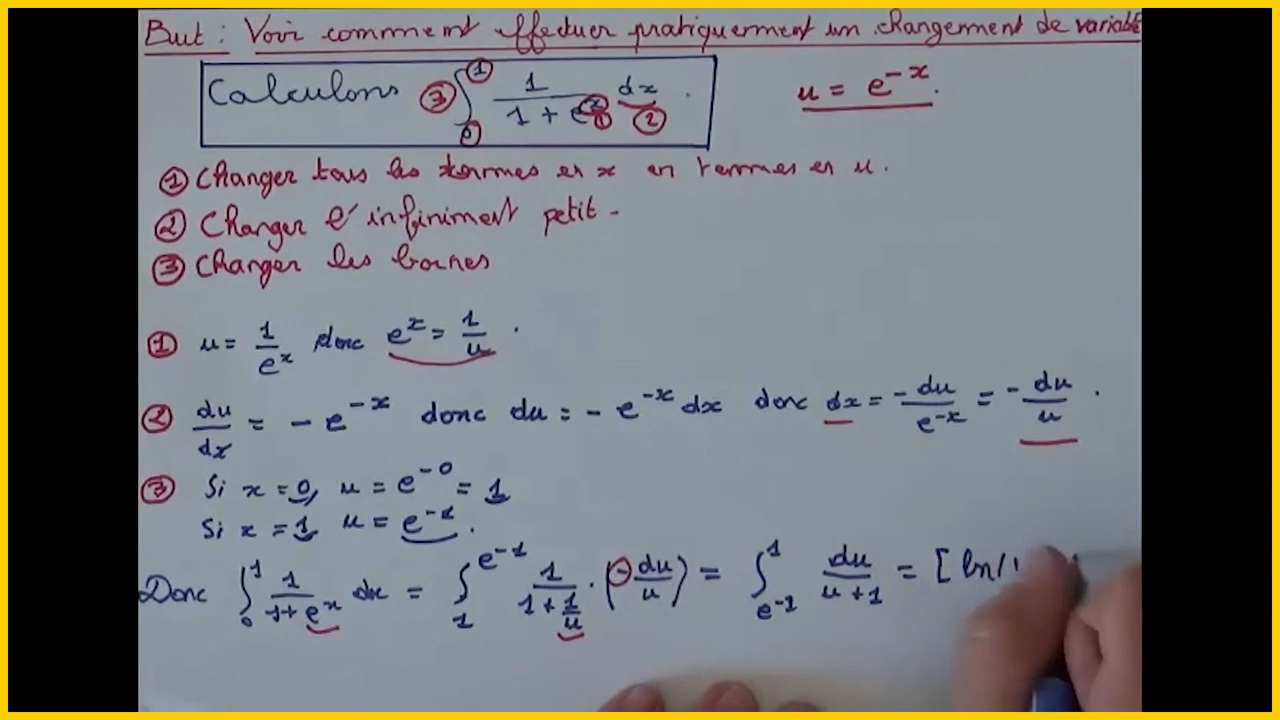 But : Voir comment effectuer pratiquement un changement de variable
Calculons ③ ∫₀¹ 1/(1 + eˣ) dx . u = e⁻ˣ.
① ②
① Changer tous les termes en x en termes en u.
② Changer l'infiniment petit.
③ Changer les bornes
① u = 1/eˣ donc eˣ = 1/u .
② du/dx = - e⁻ˣ donc du = - e⁻ˣ dx donc dx = - du/e⁻ˣ = - du/u .
③ Si x = 0, u = e⁻⁰ = 1
Si x = 1 u = e⁻¹.
Donc ∫₀¹ 1/(1+eˣ) dx = ∫₁^(e⁻¹) 1/(1 + 1/u) · (- du/u) = ∫_(e⁻¹)^1 du/(u+1) = [ ln